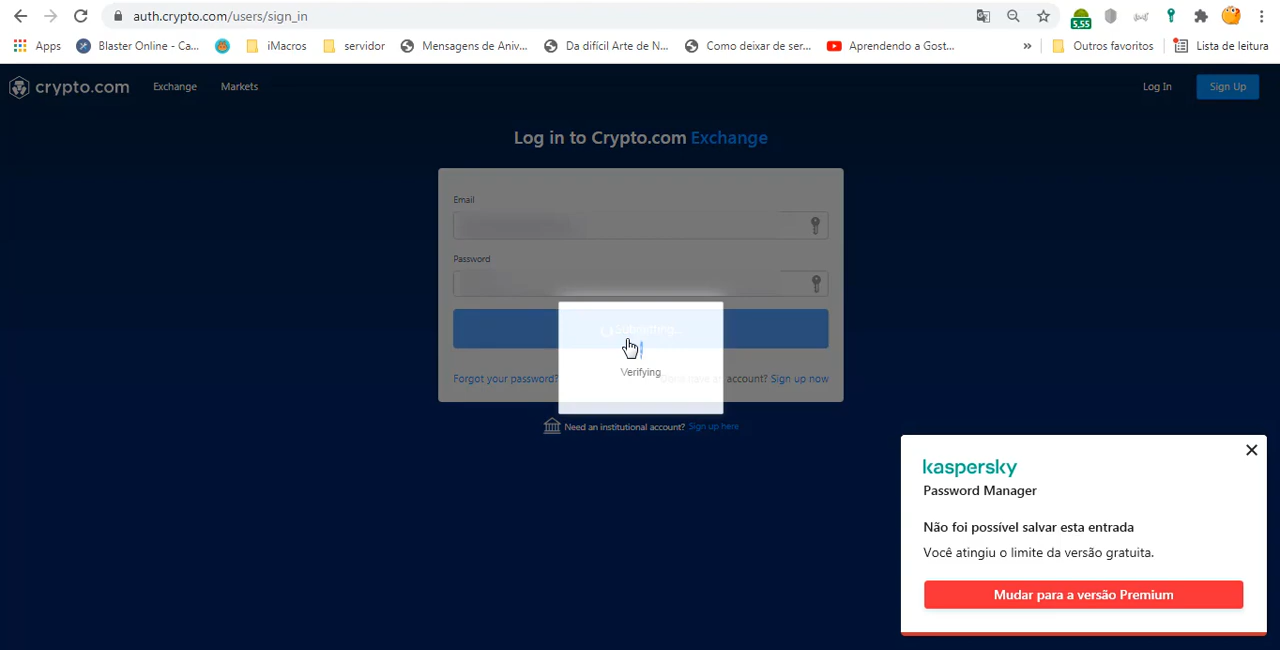 auth.crypto.com/users/sign_in
5,55
Apps Blaster Online - Ca... iMacros servidor Mensagens de Aniv... Da difícil Arte de N... Como deixar de ser... Aprendendo a Gost... » Outros favoritos Lista de leitura
crypto.com Exchange Markets Log In Sign Up
Log in to Crypto.com Exchange
Email
Password
Submitting...
Verifying
Forgot your password? account? Sign up now
Need an institutional account? Sign up here
kaspersky
Password Manager
Não foi possível salvar esta entrada
Você atingiu o limite da versão gratuita.
Mudar para a versão Premium